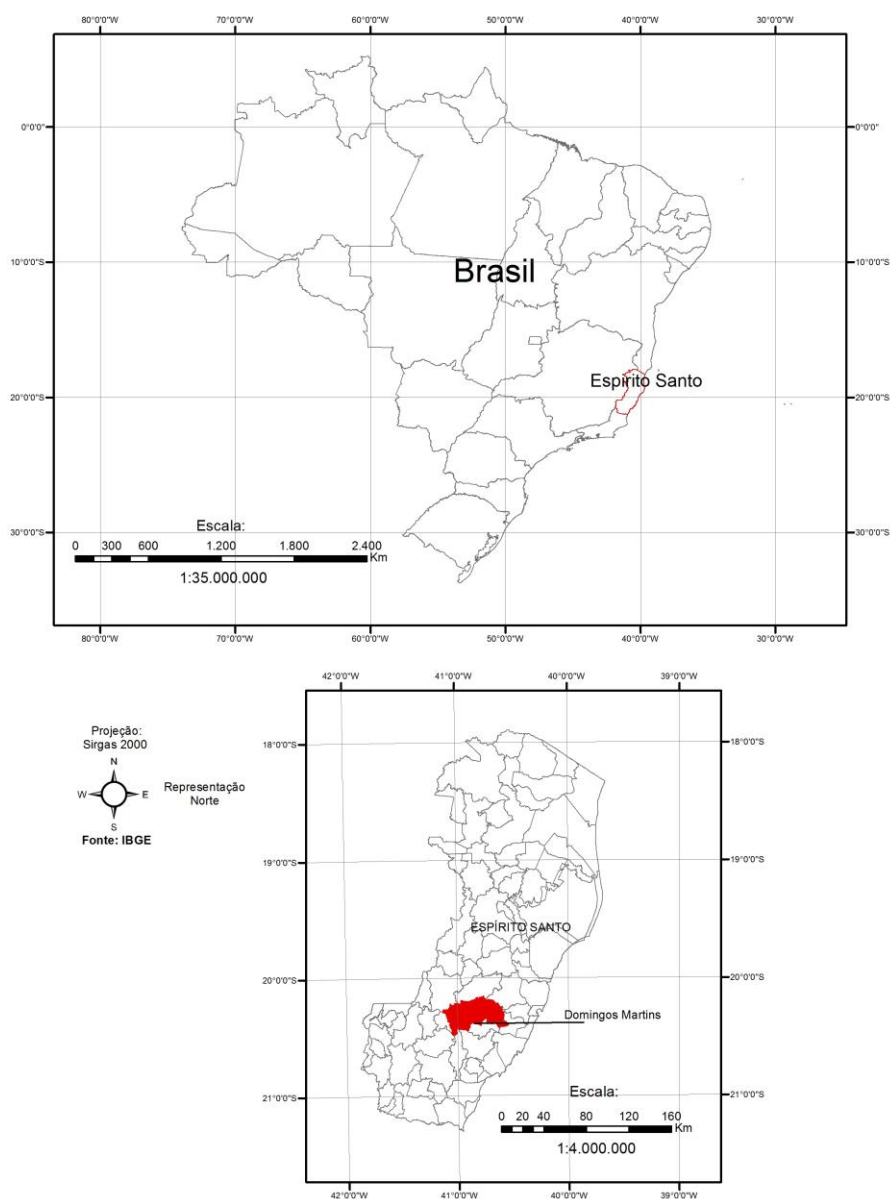 80°0'0"W 70°0'0"W 60°0'0"W 50°0'0"W 40°0'0"W 30°0'0"W
0°0'0" 0°0'0"
10°0'0"S 10°0'0"S
Brasil
Espírito Santo
20°0'0"S 20°0'0"S
Escala:
0 300 600 1.200 1.800 2.400
Km
1:35.000.000
30°0'0"S 30°0'0"S
80°0'0"W 70°0'0"W 60°0'0"W 50°0'0"W 40°0'0"W 30°0'0"W
42°0'0"W 41°0'0"W 40°0'0"W 39°0'0"W
Projeção:
Sirgas 2000
N
W E
S
Representação
Norte
Fonte: IBGE
18°0'0"S 18°0'0"S
19°0'0"S 19°0'0"S
ESPÍRITO SANTO
20°0'0"S 20°0'0"S
Domingos Martins
Escala:
21°0'0"S 21°0'0"S
0 20 40 80 120 160
Km
1:4.000.000
42°0'0"W 41°0'0"W 40°0'0"W 39°0'0"W